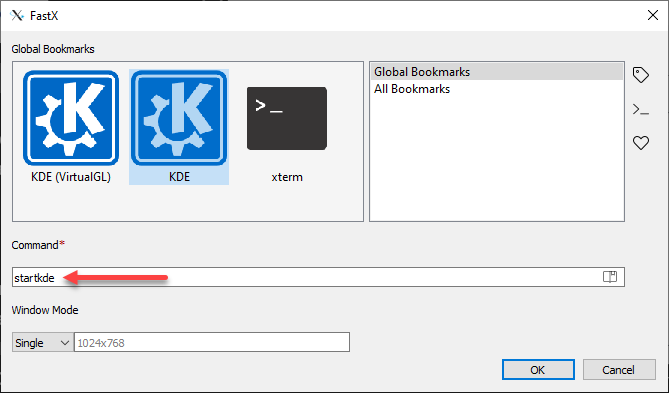 FastX
Global Bookmarks
KDE (VirtualGL)
KDE
>_
xterm
Global Bookmarks
All Bookmarks
>_
Command*
startkde
Window Mode
Single
1024x768
OK
Cancel